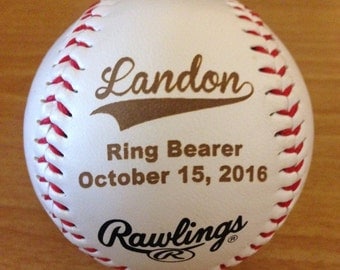 Landon
Ring Bearer
October 15, 2016
Rawlings®
R